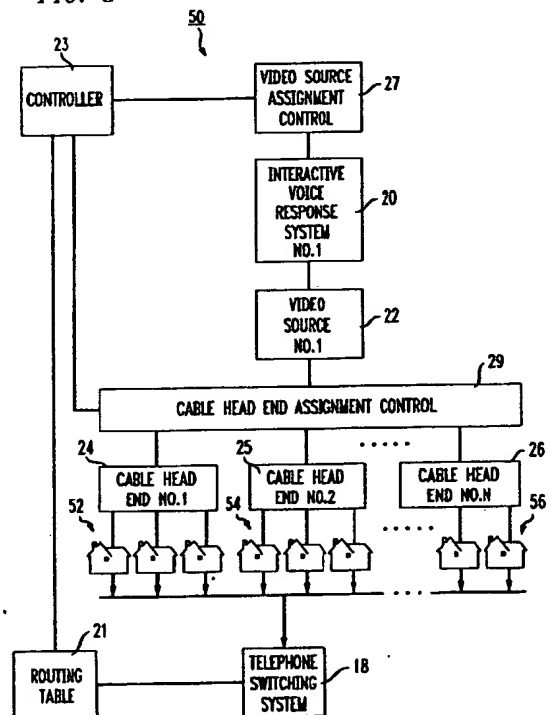 50
23
CONTROLLER
VIDEO SOURCE
ASSIGNMENT
CONTROL
27
INTERACTIVE
VOICE
RESPONSE
SYSTEM
NO.1
20
VIDEO
SOURCE
NO.1
22
29
CABLE HEAD END ASSIGNMENT CONTROL
24
CABLE HEAD
END NO.1
25
CABLE HEAD
END NO.2
26
CABLE HEAD
END NO.N
52
54
56
21
ROUTING
TABLE
TELEPHONE
SWITCHING
SYSTEM
18